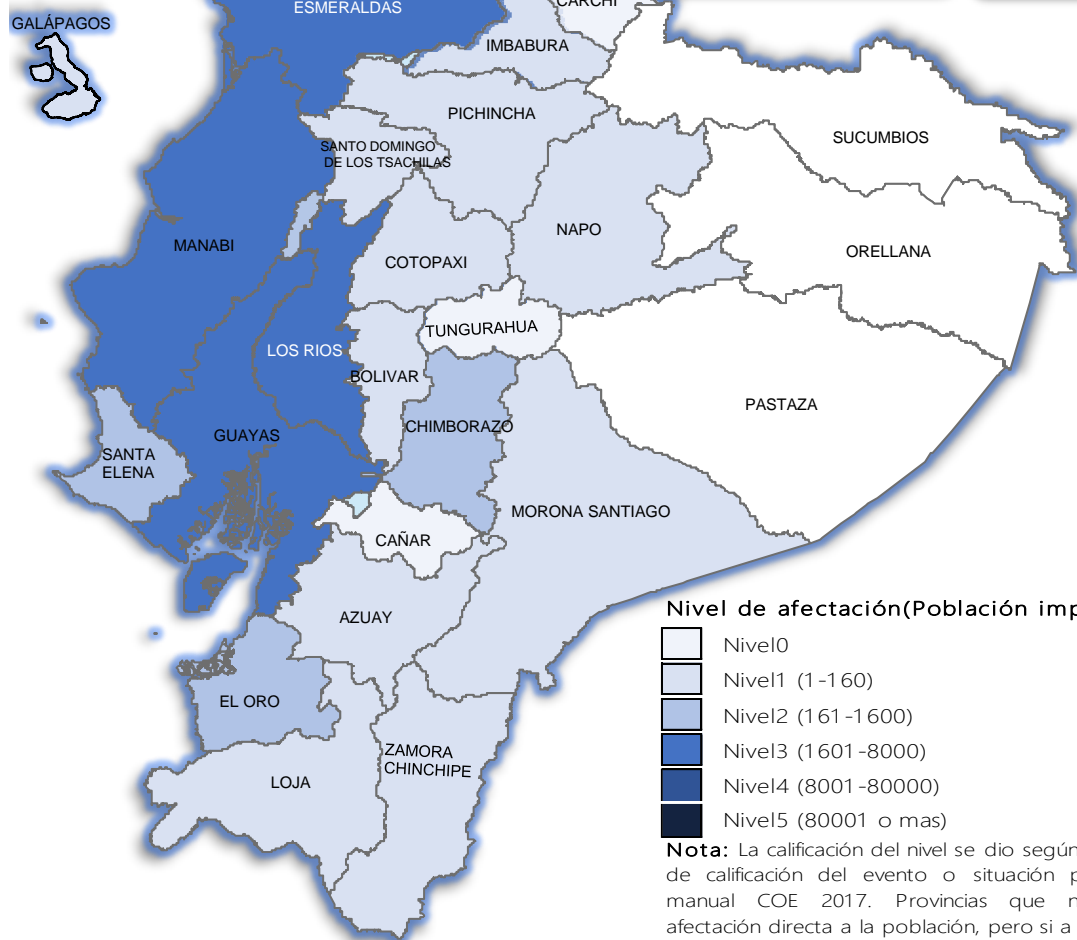 ESMERALDAS
CARCHI
GALÁPAGOS
IMBABURA
PICHINCHA
SUCUMBIOS
SANTO DOMINGO
DE LOS TSACHILAS
NAPO
MANABI
ORELLANA
COTOPAXI
TUNGURAHUA
LOS RIOS
BOLIVAR
PASTAZA
CHIMBORAZO
GUAYAS
SANTA
ELENA
MORONA SANTIAGO
CAÑAR
AZUAY
EL ORO
ZAMORA
CHINCHIPE
LOJA
Nivel de afectación(Población imp
Nivel0
Nivel1 (1-160)
Nivel2 (161-1600)
Nivel3 (1601-8000)
Nivel4 (8001-80000)
Nivel5 (80001 o mas)
Nota: La calificación del nivel se dio según
de calificación del evento o situación p
manual COE 2017. Provincias que n
afectación directa a la población, pero si a